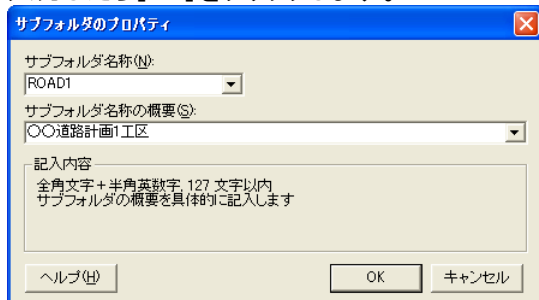 サブフォルダのプロパティ
サブフォルダ名称(N):
ROAD1
サブフォルダ名称の概要(S):
〇〇道路計画1工区
記入内容
全角文字+半角英数字, 127 文字以内
サブフォルダの概要を具体的に記入します
ヘルプ(H)
OK
キャンセル